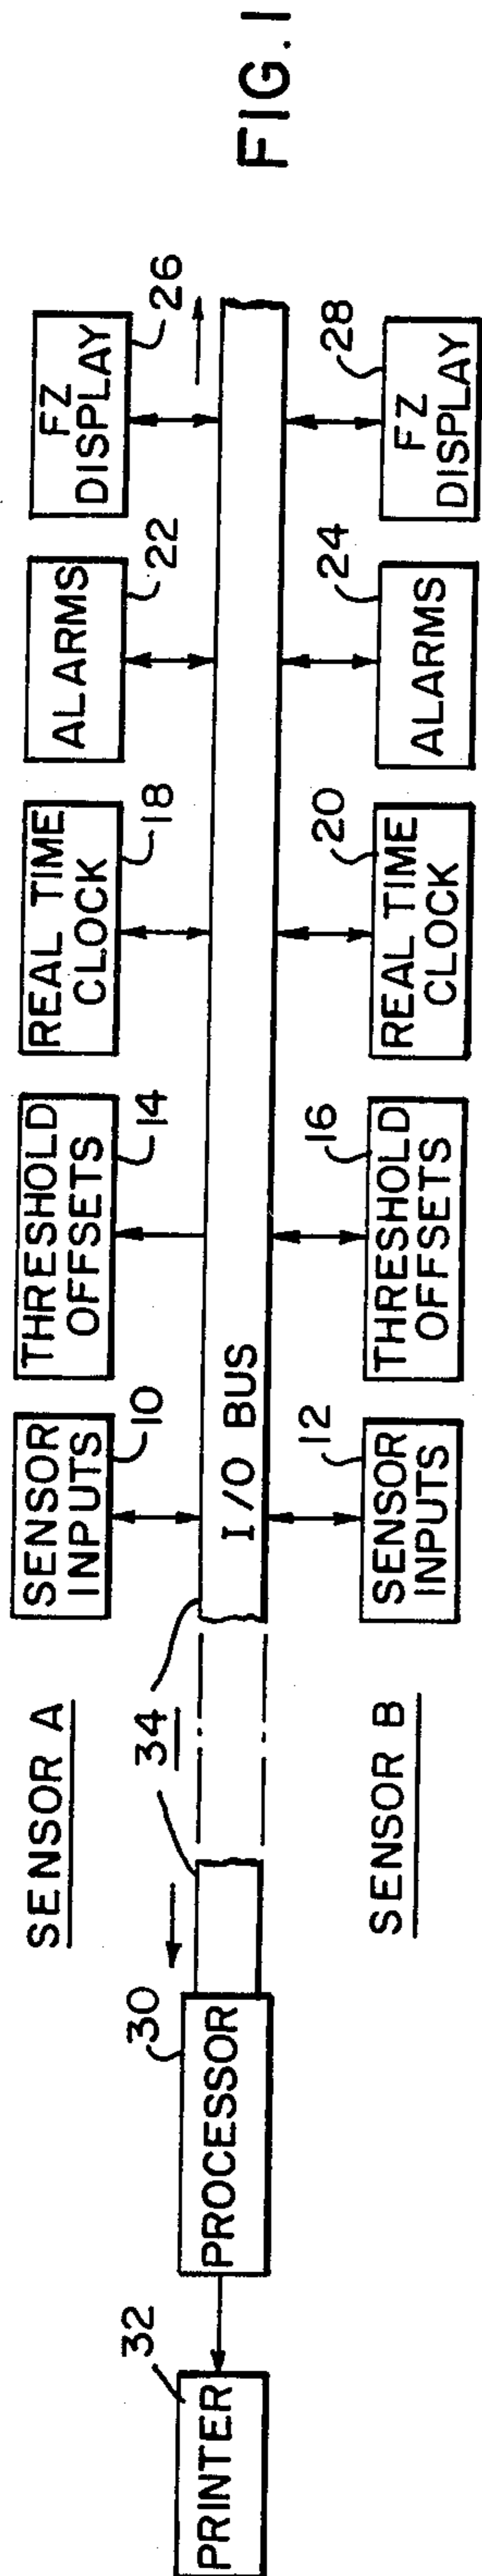 FIG. 1
SENSOR A
SENSOR
INPUTS
10
THRESHOLD
OFFSETS
14
REAL TIME
CLOCK
18
ALARMS
22
FZ
DISPLAY
26
PRINTER
32
PROCESSOR
30
34
I/O BUS
SENSOR B
12
SENSOR
INPUTS
16
THRESHOLD
OFFSETS
20
REAL TIME
CLOCK
24
ALARMS
28
FZ
DISPLAY